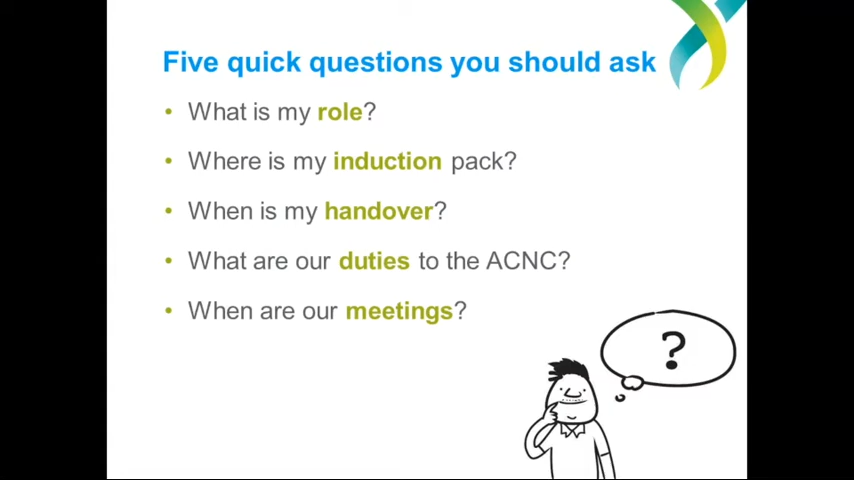 Five quick questions you should ask
• What is my role?
• Where is my induction pack?
• When is my handover?
• What are our duties to the ACNC?
• When are our meetings?
?